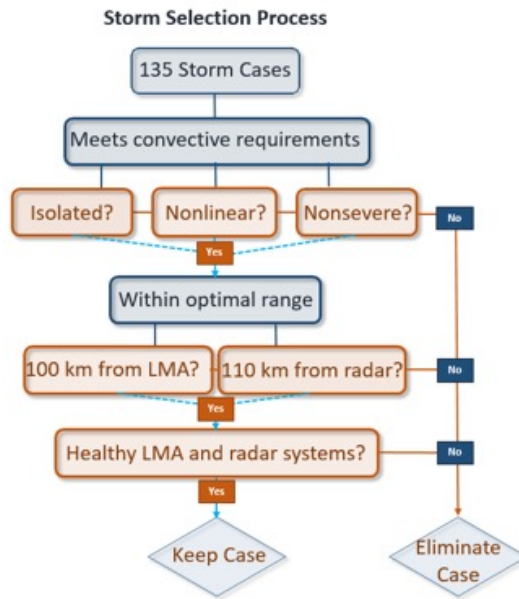 Storm Selection Process
135 Storm Cases
Meets convective requirements
Isolated?
Nonlinear?
Nonsevere?
No
Yes
Within optimal range
100 km from LMA?
110 km from radar?
No
Yes
Healthy LMA and radar systems?
No
Yes
Keep Case
Eliminate
Case